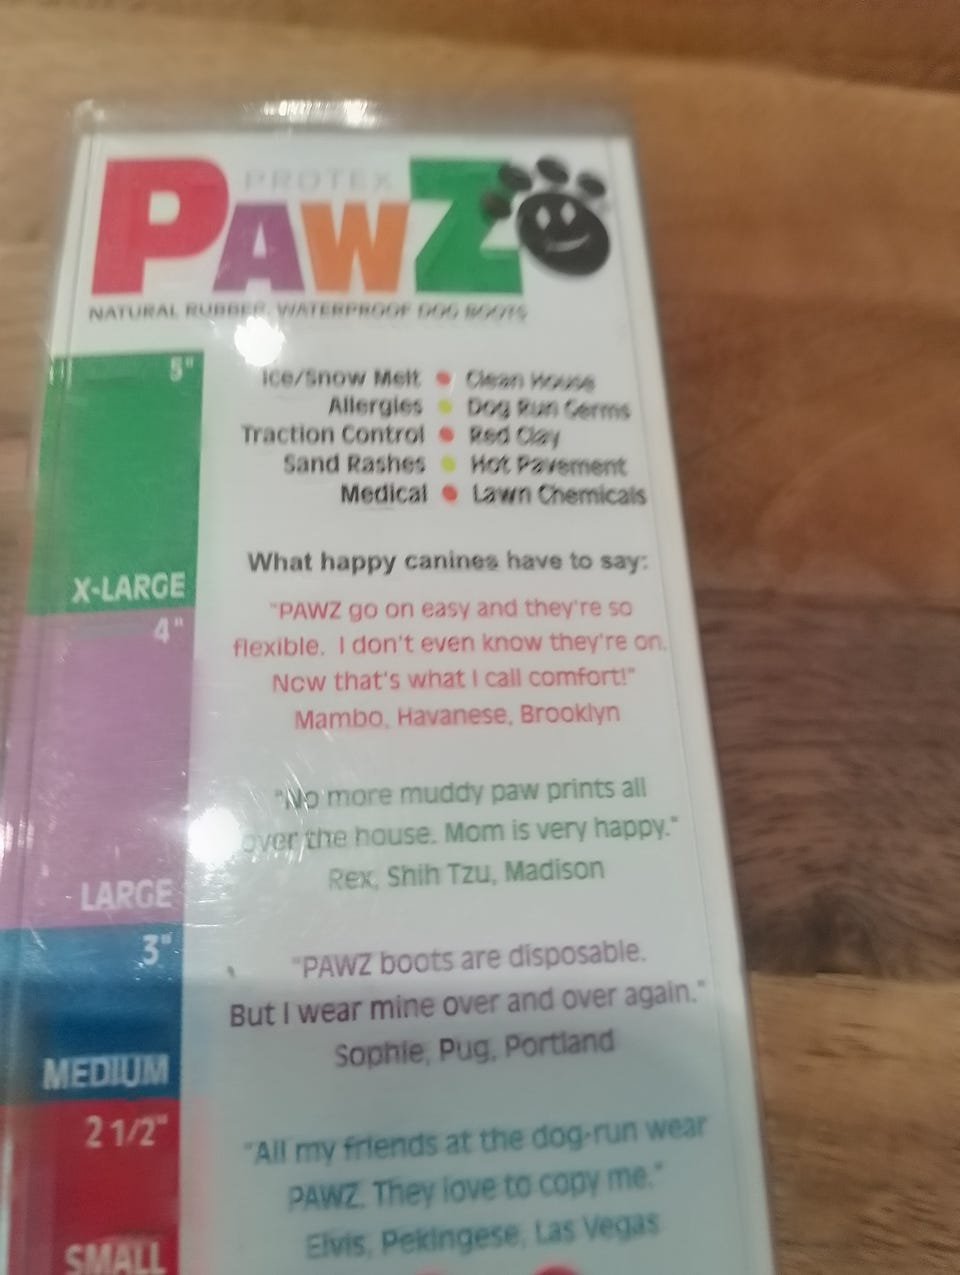 PROTEX
PAWZ
NATURAL RUBBER, WATERPROOF DOG BOOTS
5"
Ice/Snow Melt • Clean House
Allergies • Dog Run Germs
Traction Control • Red Clay
Sand Rashes • Hot Pavement
Medical • Lawn Chemicals
What happy canines have to say:
X-LARGE
4"
"PAWZ go on easy and they're so
flexible. I don't even know they're on.
Now that's what I call comfort!"
Mambo, Havanese, Brooklyn
"No more muddy paw prints all
over the house. Mom is very happy."
Rex, Shih Tzu, Madison
LARGE
3"
"PAWZ boots are disposable.
But I wear mine over and over again."
Sophie, Pug, Portland
MEDIUM
2 1/2"
"All my friends at the dog-run wear
PAWZ. They love to copy me."
Elvis, Pekingese, Las Vegas
SMALL